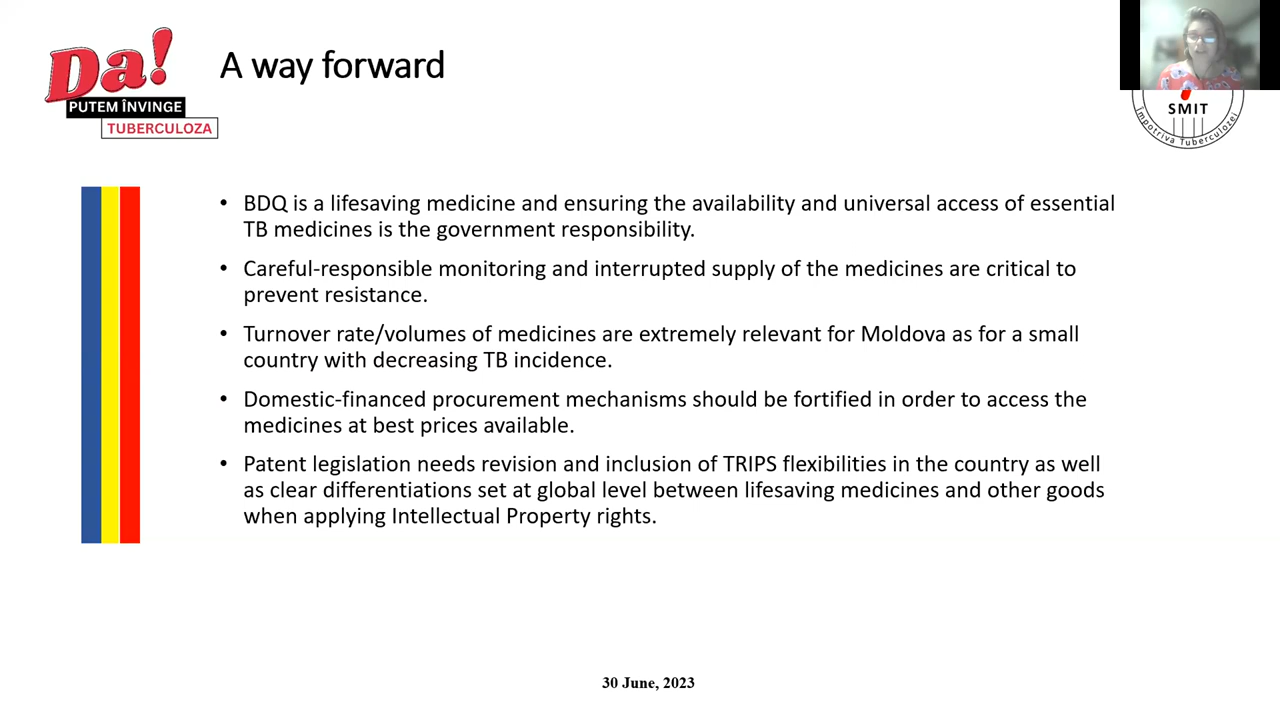 Da!
PUTEM ÎNVINGE
TUBERCULOZA
A way forward
SMIT
Împotriva Tuberculozei
• BDQ is a lifesaving medicine and ensuring the availability and universal access of essential
TB medicines is the government responsibility.
• Careful-responsible monitoring and interrupted supply of the medicines are critical to
prevent resistance.
• Turnover rate/volumes of medicines are extremely relevant for Moldova as for a small
country with decreasing TB incidence.
• Domestic-financed procurement mechanisms should be fortified in order to access the
medicines at best prices available.
• Patent legislation needs revision and inclusion of TRIPS flexibilities in the country as well
as clear differentiations set at global level between lifesaving medicines and other goods
when applying Intellectual Property rights.
30 June, 2023